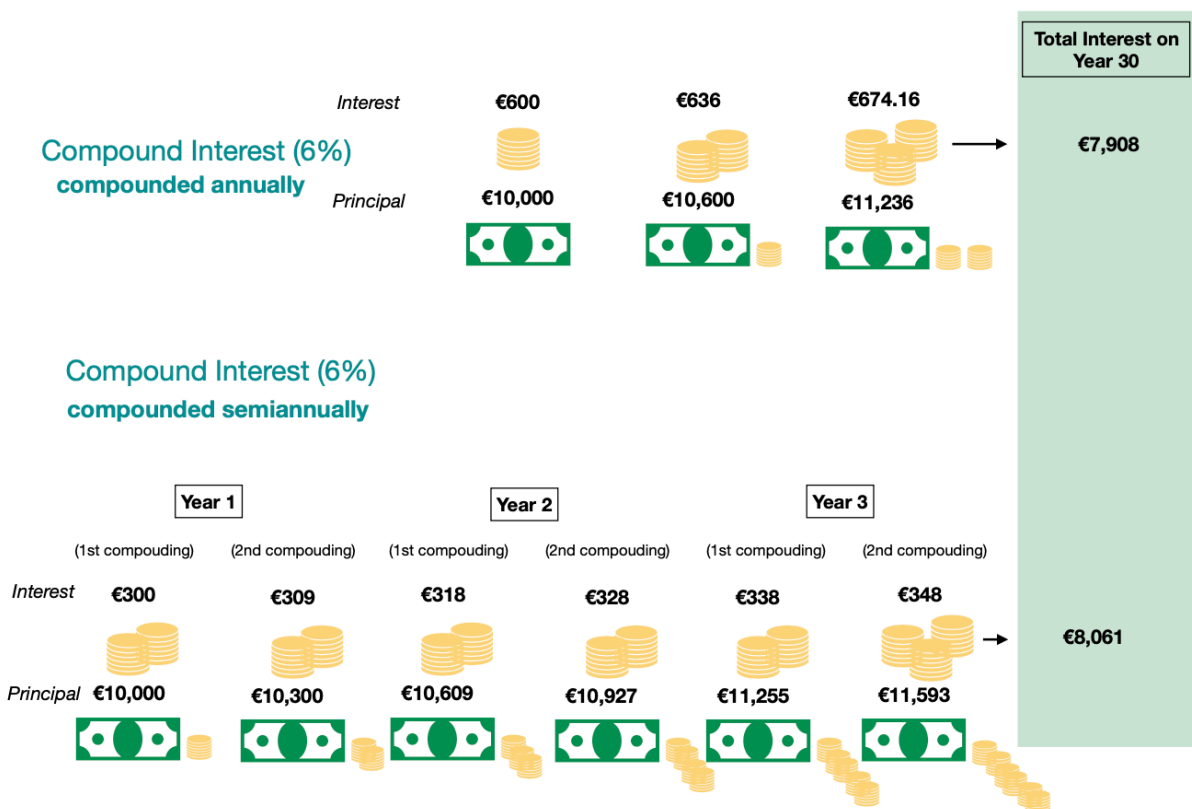 Total Interest on
Year 30
Interest €600 €636 €674.16
Compound Interest (6%)
compounded annually
€7,908
Principal €10,000 €10,600 €11,236
Compound Interest (6%)
compounded semiannually
Year 1 Year 2 Year 3
(1st compouding) (2nd compouding) (1st compouding) (2nd compouding) (1st compouding) (2nd compouding)
Interest €300 €309 €318 €328 €338 €348
€8,061
Principal €10,000 €10,300 €10,609 €10,927 €11,255 €11,593